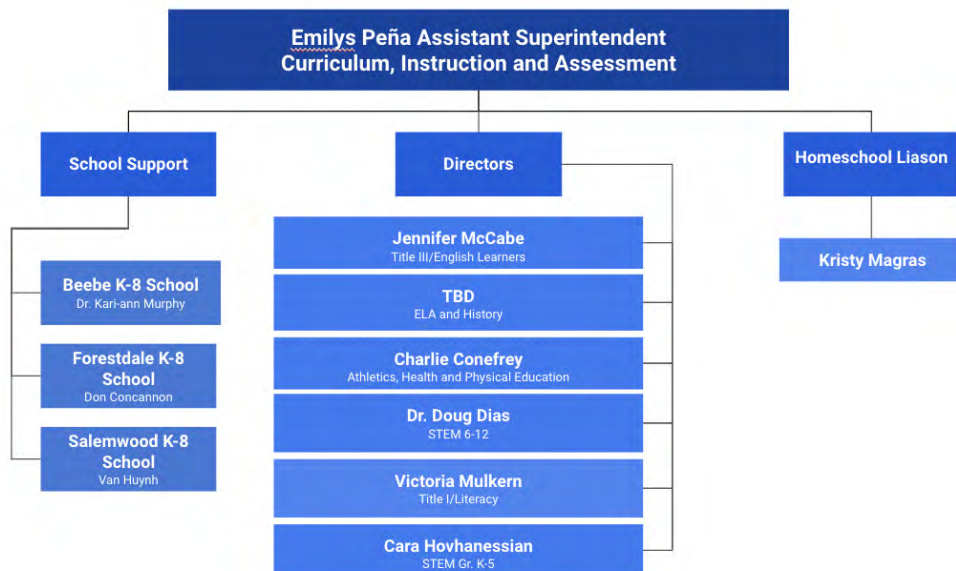 Emilys Peña Assistant Superintendent
Curriculum, Instruction and Assessment
School Support
Beebe K-8 School
Dr. Kari-ann Murphy
Forestdale K-8
School
Don Concannon
Salemwood K-8
School
Van Huynh
Directors
Jennifer McCabe
Title III/English Learners
TBD
ELA and History
Charlie Conefrey
Athletics, Health and Physical Education
Dr. Doug Dias
STEM 6-12
Victoria Mulkern
Title I/Literacy
Cara Hovhanessian
STEM Gr. K-5
Homeschool Liason
Kristy Magras